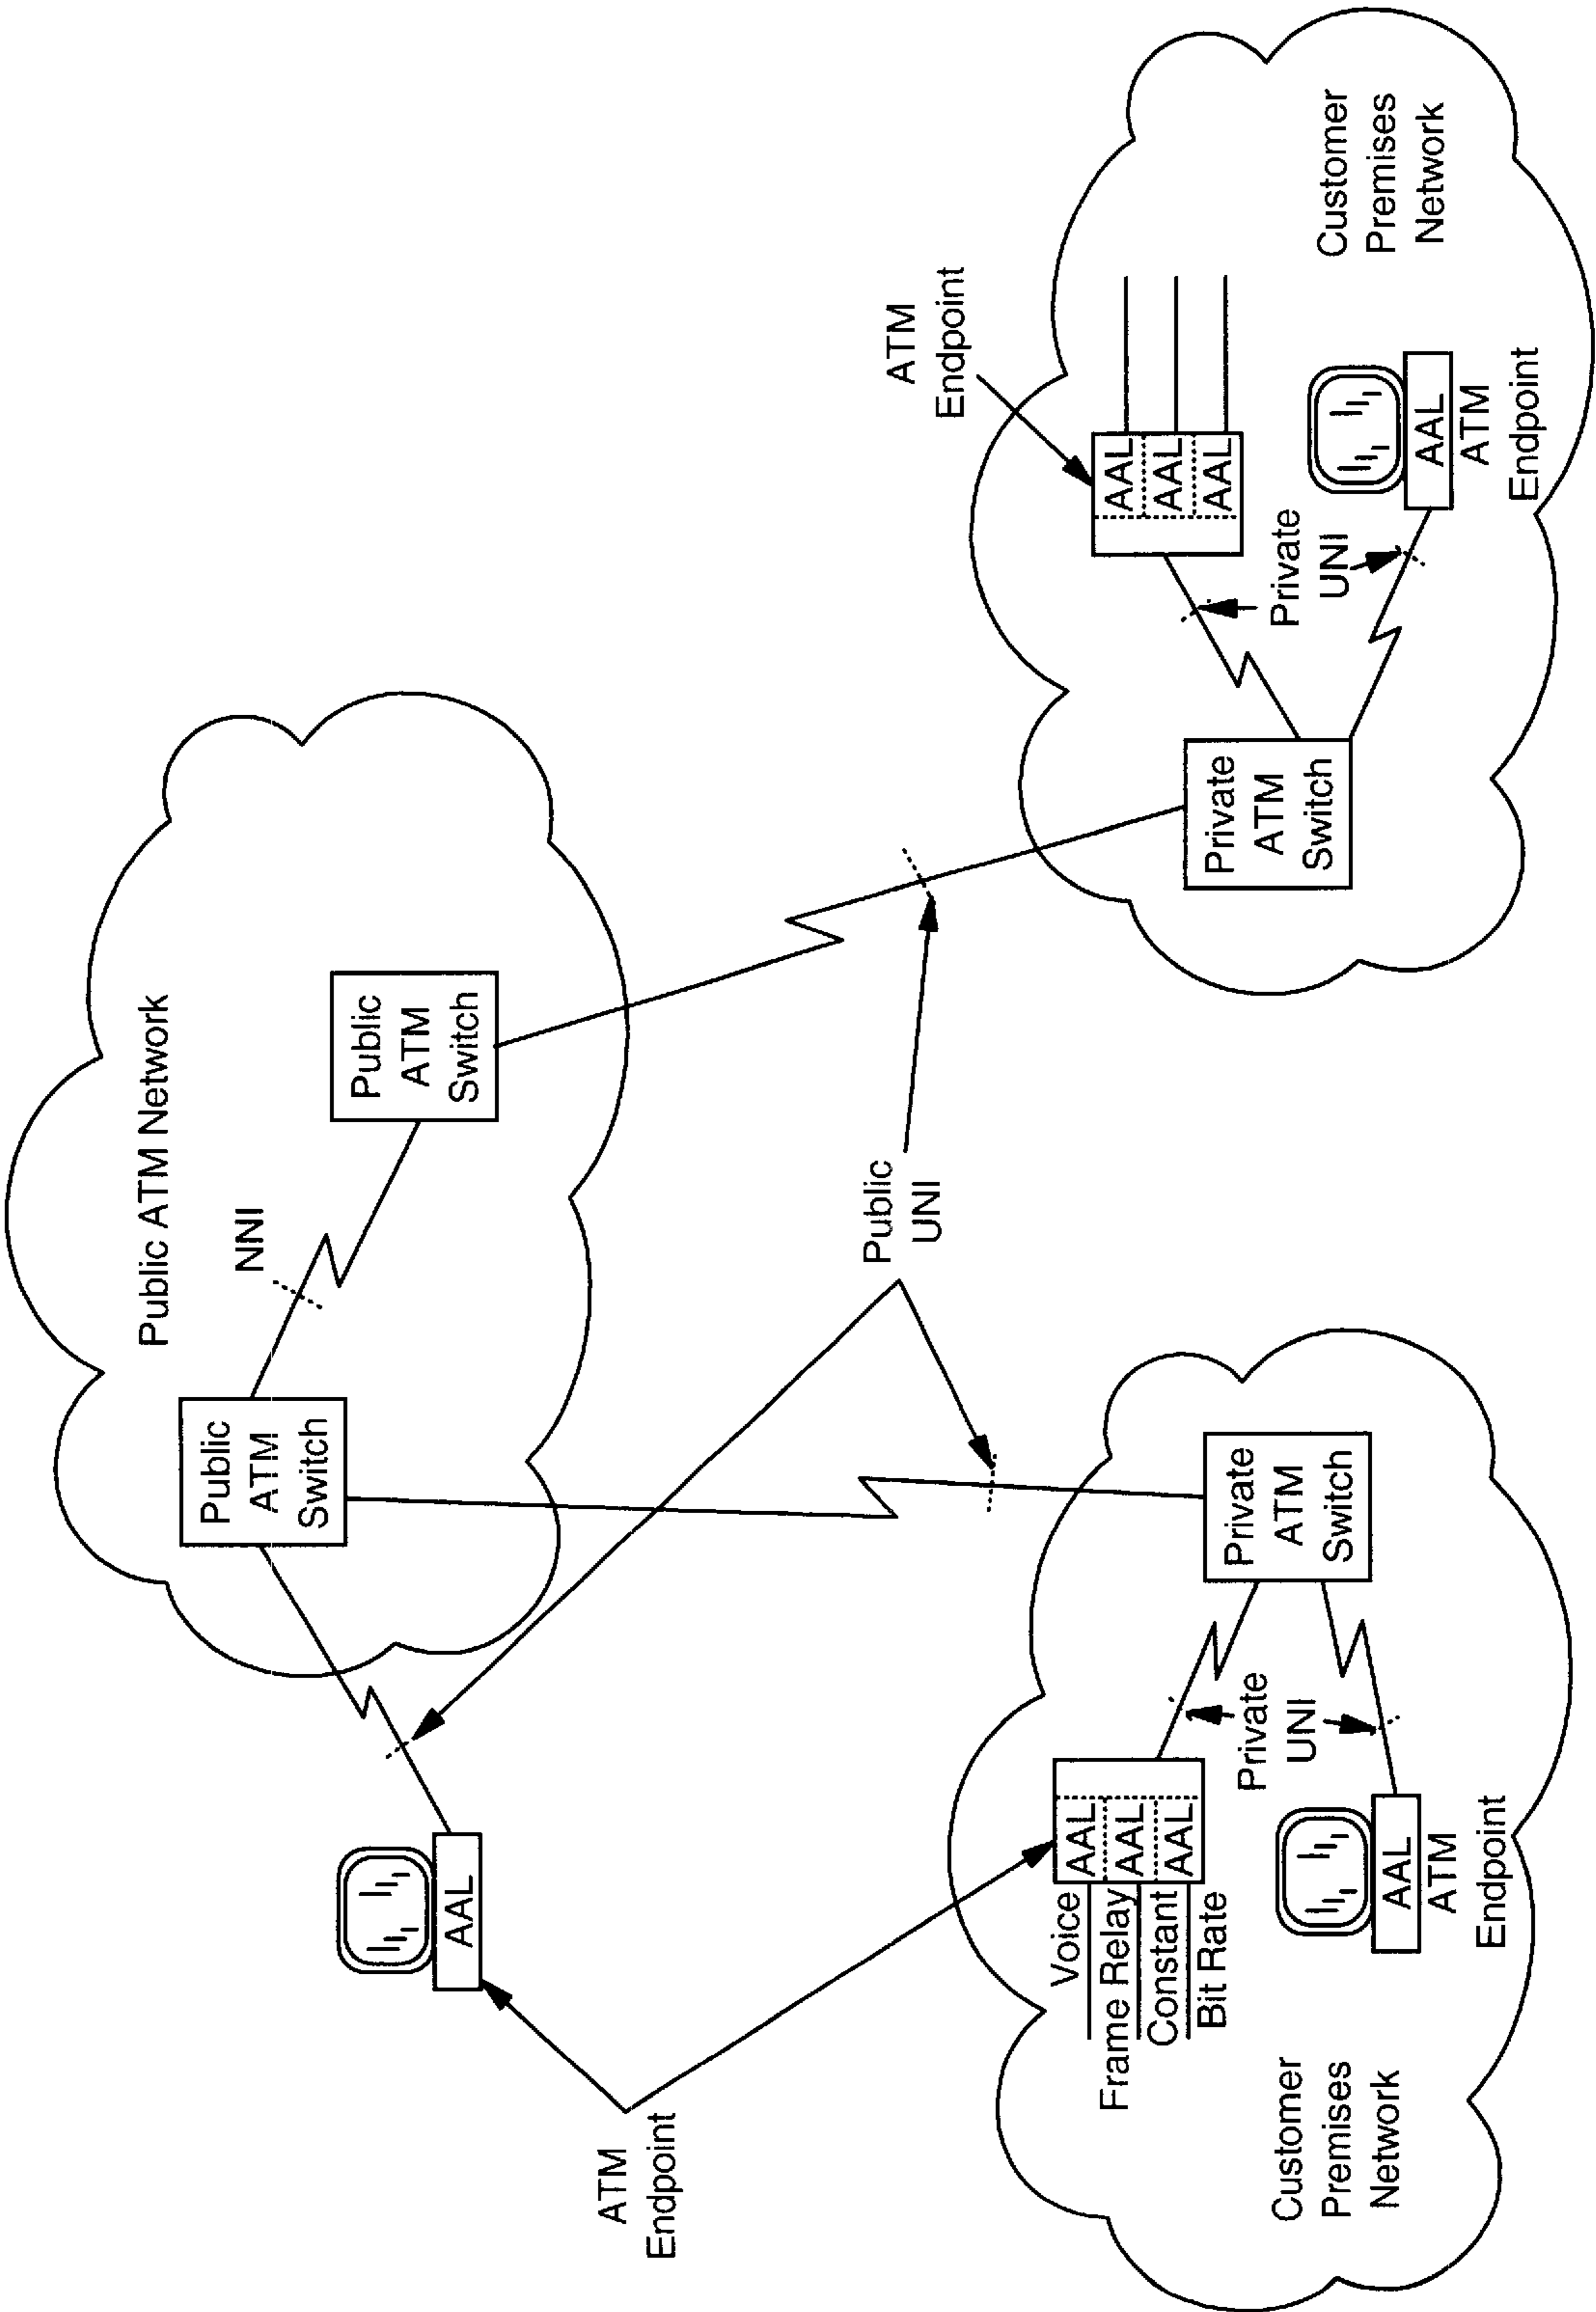 Public ATM Network
NNI
Public
ATM
Switch
Public
ATM
Switch
AAL
ATM
Endpoint
Public
UNI
ATM
Endpoint
Voice
Frame Relay
Constant
Bit Rate
AAL
AAL
AAL
Private
UNI
Private
ATM
Switch
AAL
ATM
Endpoint
Customer
Premises
Network
Private
ATM
Switch
AAL
AAL
AAL
Private
UNI
AAL
ATM
Endpoint
Customer
Premises
Network